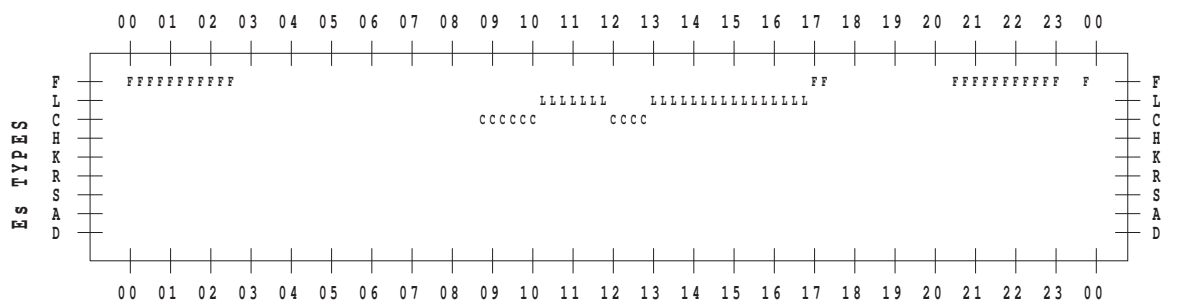 00 01 02 03 04 05 06 07 08 09 10 11 12 13 14 15 16 17 18 19 20 21 22 23 00
Es TYPES
F FFFFFFFFFFF FF FFFFFFFFFFF F F
L LLLLLLL LLLLLLLLLLLLLLLL L
C CCCCCC CCCC C
H H
K K
R R
S S
A A
D D
00 01 02 03 04 05 06 07 08 09 10 11 12 13 14 15 16 17 18 19 20 21 22 23 00